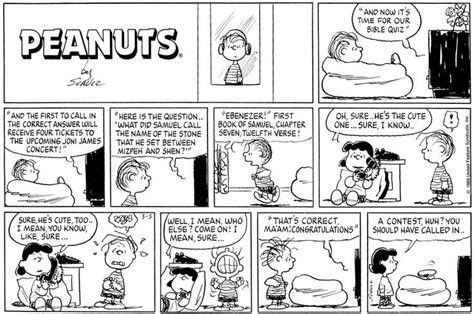 PEANUTS®
by
SCHULZ
"AND NOW IT'S
TIME FOR OUR
BIBLE QUIZ"
"AND THE FIRST TO CALL IN
THE CORRECT ANSWER WILL
RECEIVE FOUR TICKETS TO
THE UPCOMING JONI JAMES
CONCERT!"
"HERE IS THE QUESTION..
'WHAT DID SAMUEL CALL
THE NAME OF THE STONE
THAT HE SET BETWEEN
MIZPEH AND SHEN?'"
"EBENEZER!" FIRST
BOOK OF SAMUEL, CHAPTER
SEVEN, TWELFTH VERSE!
OH, SURE..HE'S THE CUTE
ONE... SURE, I KNOW..
!
SURE, HE'S CUTE, TOO..
I MEAN, YOU KNOW,
LIKE, SURE...
3-5
WELL, I MEAN, WHO
ELSE? COME ON! I
MEAN, SURE...
"THAT'S CORRECT,
MA'AM! CONGRATULATIONS"
A CONTEST, HUH? YOU
SHOULD HAVE CALLED IN..